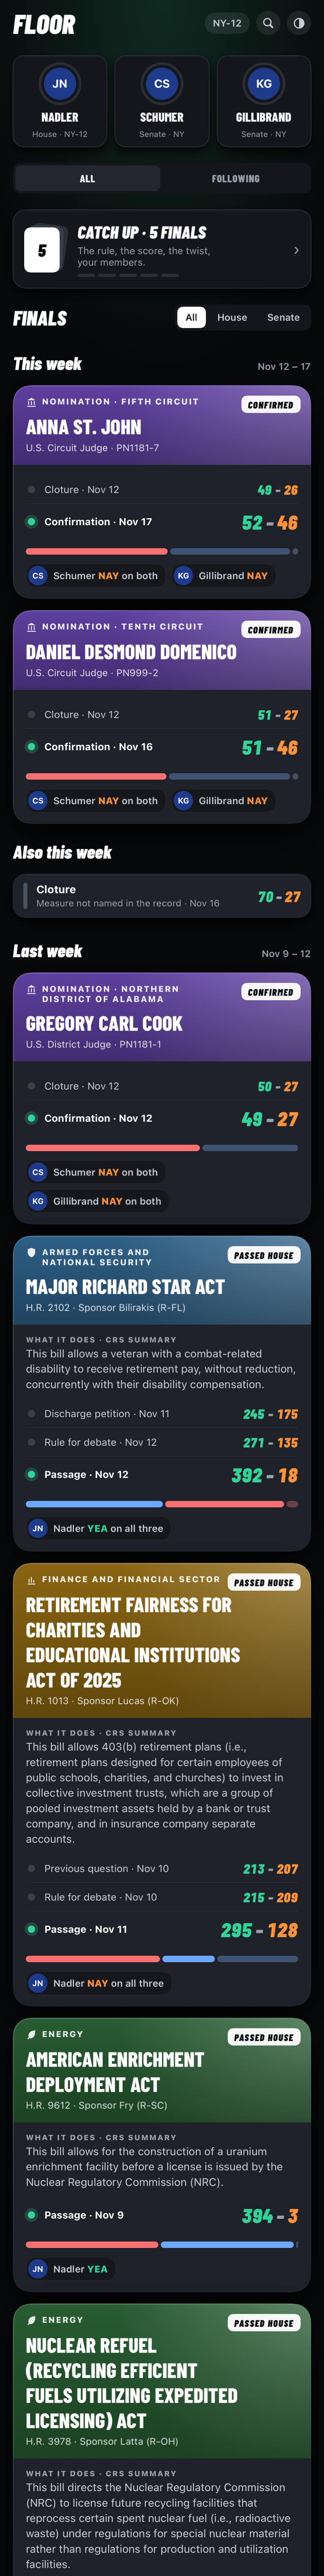 FLOOR
NY-12
JN
NADLER
House · NY-12
CS
SCHUMER
Senate · NY
KG
GILLIBRAND
Senate · NY
ALL
FOLLOWING
5
CATCH UP · 5 FINALS
The rule, the score, the twist,
your members.
FINALS
All
House
Senate
This week
Nov 12 – 17
NOMINATION · FIFTH CIRCUIT
CONFIRMED
ANNA ST. JOHN
U.S. Circuit Judge · PN1181-7
Cloture · Nov 12
49 - 26
Confirmation · Nov 17
52 - 46
CS Schumer NAY on both
KG Gillibrand NAY
NOMINATION · TENTH CIRCUIT
CONFIRMED
DANIEL DESMOND DOMENICO
U.S. Circuit Judge · PN999-2
Cloture · Nov 12
51 - 27
Confirmation · Nov 16
51 - 46
CS Schumer NAY on both
KG Gillibrand NAY
Also this week
Cloture
Measure not named in the record · Nov 16
70 - 27
Last week
Nov 9 – 12
NOMINATION · NORTHERN
DISTRICT OF ALABAMA
CONFIRMED
GREGORY CARL COOK
U.S. District Judge · PN1181-1
Cloture · Nov 12
50 - 27
Confirmation · Nov 12
49 - 27
CS Schumer NAY on both
KG Gillibrand NAY on both
ARMED FORCES AND
NATIONAL SECURITY
PASSED HOUSE
MAJOR RICHARD STAR ACT
H.R. 2102 · Sponsor Bilirakis (R-FL)
WHAT IT DOES · CRS SUMMARY
This bill allows a veteran with a combat-related
disability to receive retirement pay, without reduction,
concurrently with their disability compensation.
Discharge petition · Nov 11
245 - 175
Rule for debate · Nov 12
271 - 135
Passage · Nov 12
392 - 18
JN Nadler YEA on all three
FINANCE AND FINANCIAL SECTOR
PASSED HOUSE
RETIREMENT FAIRNESS FOR
CHARITIES AND
EDUCATIONAL INSTITUTIONS
ACT OF 2025
H.R. 1013 · Sponsor Lucas (R-OK)
WHAT IT DOES · CRS SUMMARY
This bill allows 403(b) retirement plans (i.e.,
retirement plans designed for certain employees of
public schools, charities, and churches) to invest in
collective investment trusts, which are a group of
pooled investment assets held by a bank or trust
company, and in insurance company separate
accounts.
Previous question · Nov 10
213 - 207
Rule for debate · Nov 10
215 - 209
Passage · Nov 11
295 - 128
JN Nadler NAY on all three
ENERGY
PASSED HOUSE
AMERICAN ENRICHMENT
DEPLOYMENT ACT
H.R. 9612 · Sponsor Fry (R-SC)
WHAT IT DOES · CRS SUMMARY
This bill allows for the construction of a uranium
enrichment facility before a license is issued by the
Nuclear Regulatory Commission (NRC).
Passage · Nov 9
394 - 3
JN Nadler YEA
ENERGY
PASSED HOUSE
NUCLEAR REFUEL
(RECYCLING EFFICIENT
FUELS UTILIZING EXPEDITED
LICENSING) ACT
H.R. 3978 · Sponsor Latta (R-OH)
WHAT IT DOES · CRS SUMMARY
This bill directs the Nuclear Regulatory Commission
(NRC) to license future recycling facilities that
reprocess certain spent nuclear fuel (i.e., radioactive
waste) under regulations for special nuclear material
rather than regulations for production and utilization
facilities.